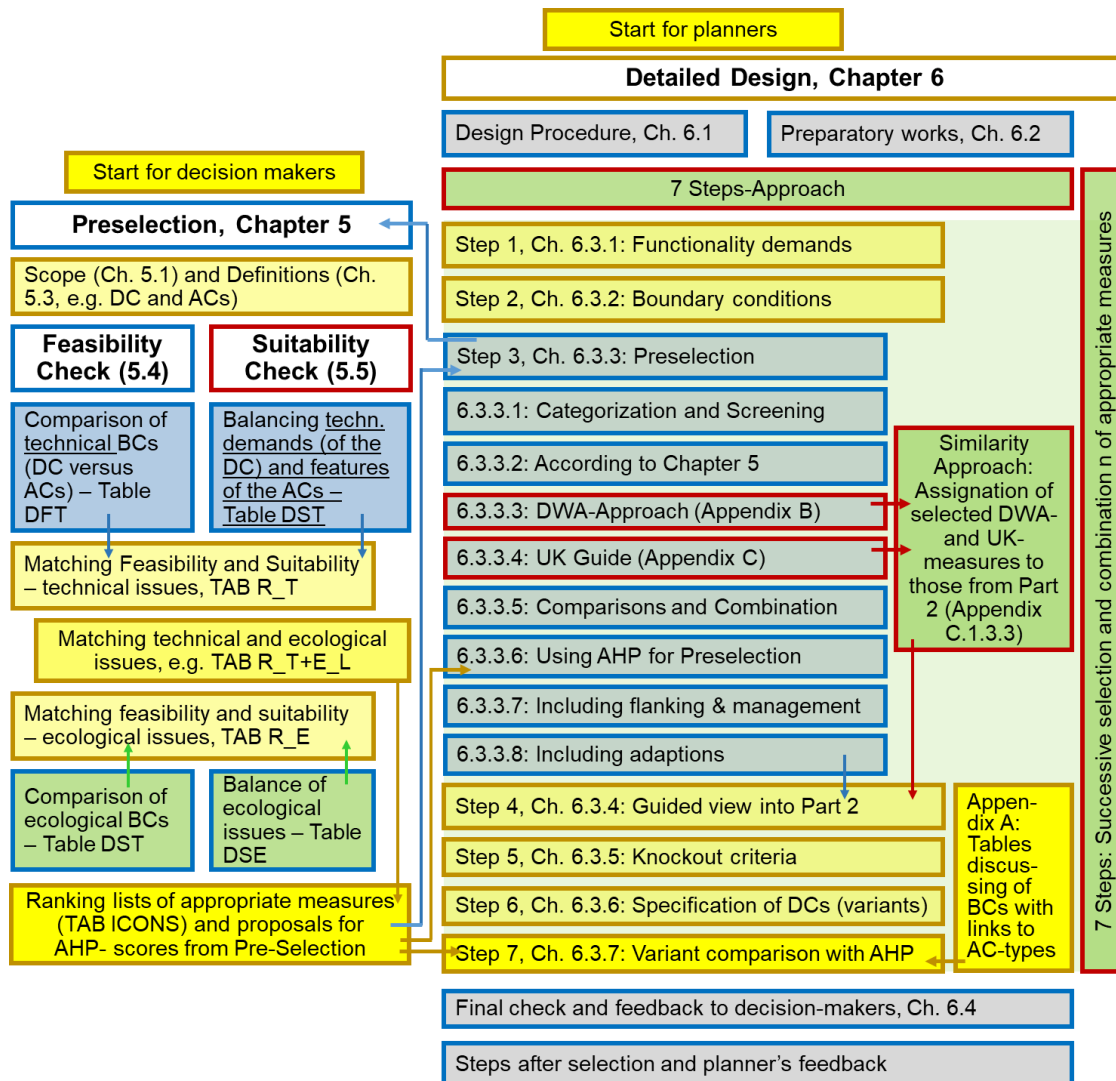 Start for planners
Detailed Design, Chapter 6
Design Procedure, Ch. 6.1
Preparatory works, Ch. 6.2
Start for decision makers
7 Steps-Approach
Preselection, Chapter 5
Scope (Ch. 5.1) and Definitions (Ch.
5.3, e.g. DC and ACs)
Feasibility
Check (5.4)
Suitability
Check (5.5)
Comparison of
technical BCs
(DC versus
ACs) – Table
DFT
Balancing techn.
demands (of the
DC) and features
of the ACs –
Table DST
Matching Feasibility and Suitability
– technical issues, TAB R_T
Matching technical and ecological
issues, e.g. TAB R_T+E_L
Matching feasibility and suitability
– ecological issues, TAB R_E
Comparison of
ecological BCs
– Table DST
Balance of
ecological
issues – Table
DSE
Ranking lists of appropriate measures
(TAB ICONS) and proposals for
AHP- scores from Pre-Selection
Step 1, Ch. 6.3.1: Functionality demands
Step 2, Ch. 6.3.2: Boundary conditions
Step 3, Ch. 6.3.3: Preselection
6.3.3.1: Categorization and Screening
6.3.3.2: According to Chapter 5
6.3.3.3: DWA-Approach (Appendix B)
6.3.3.4: UK Guide (Appendix C)
6.3.3.5: Comparisons and Combination
6.3.3.6: Using AHP for Preselection
6.3.3.7: Including flanking & management
6.3.3.8: Including adaptions
Similarity
Approach:
Assignation of
selected DWA-
and UK-
measures to
those from Part
2 (Appendix
C.1.3.3)
Step 4, Ch. 6.3.4: Guided view into Part 2
Step 5, Ch. 6.3.5: Knockout criteria
Step 6, Ch. 6.3.6: Specification of DCs (variants)
Step 7, Ch. 6.3.7: Variant comparison with AHP
Appen-
dix A:
Tables
discus-
sing of
BCs with
links to
AC-types
7 Steps: Successive selection and combination n of appropriate measures
Final check and feedback to decision-makers, Ch. 6.4
Steps after selection and planner's feedback